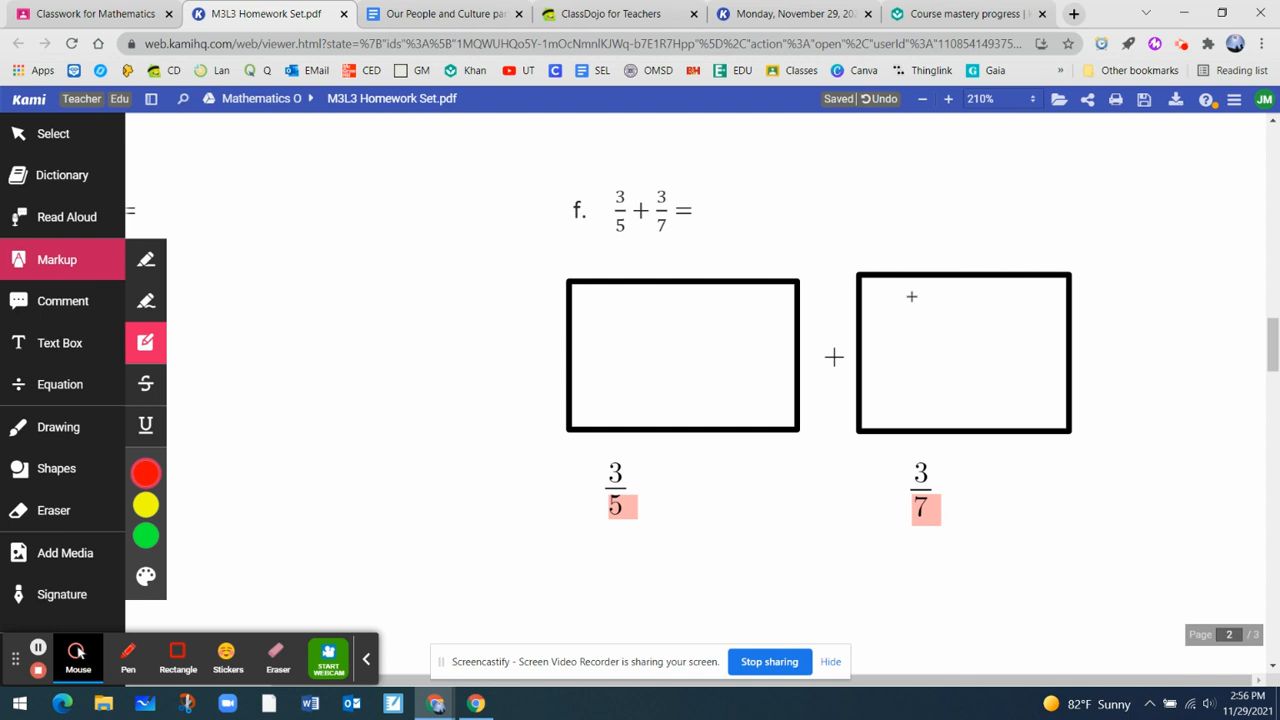 Classwork for Mathematics
M3L3 Homework Set.pdf
Our People and Culture par
ClassDojo for Teachers
Monday, November 29, 202
Course mastery progress |
web.kamihq.com/web/viewer.html?state=%7B"ids"%3A%5B"1MOWUHQo5Y-1mOcNmnlKJWq-b7E1R7Hpp"%5D%2C"action"%3A"open"%2C"userId"%3A"110854149375...
Apps
CD
Lan
Q
O
EMail
CED
GM
Khan
UT
SEL
OMSD
EDU
Classes
Canva
Thinglink
Gaia
»
Other bookmarks
Reading list
Kami
Teacher
Edu
Mathematics O
M3L3 Homework Set.pdf
Saved
Undo
210%
JM
Select
Dictionary
Read Aloud
Markup
Comment
Text Box
Equation
Drawing
Shapes
Eraser
Add Media
Signature
=
f. 3/5 + 3/7 =
+
3/5
3/7
Page 2 / 3
Mouse
Pen
Rectangle
Stickers
Eraser
START WEBCAM
Screencastify - Screen Video Recorder is sharing your screen.
Stop sharing
Hide
82°F Sunny
2:56 PM
11/29/2021